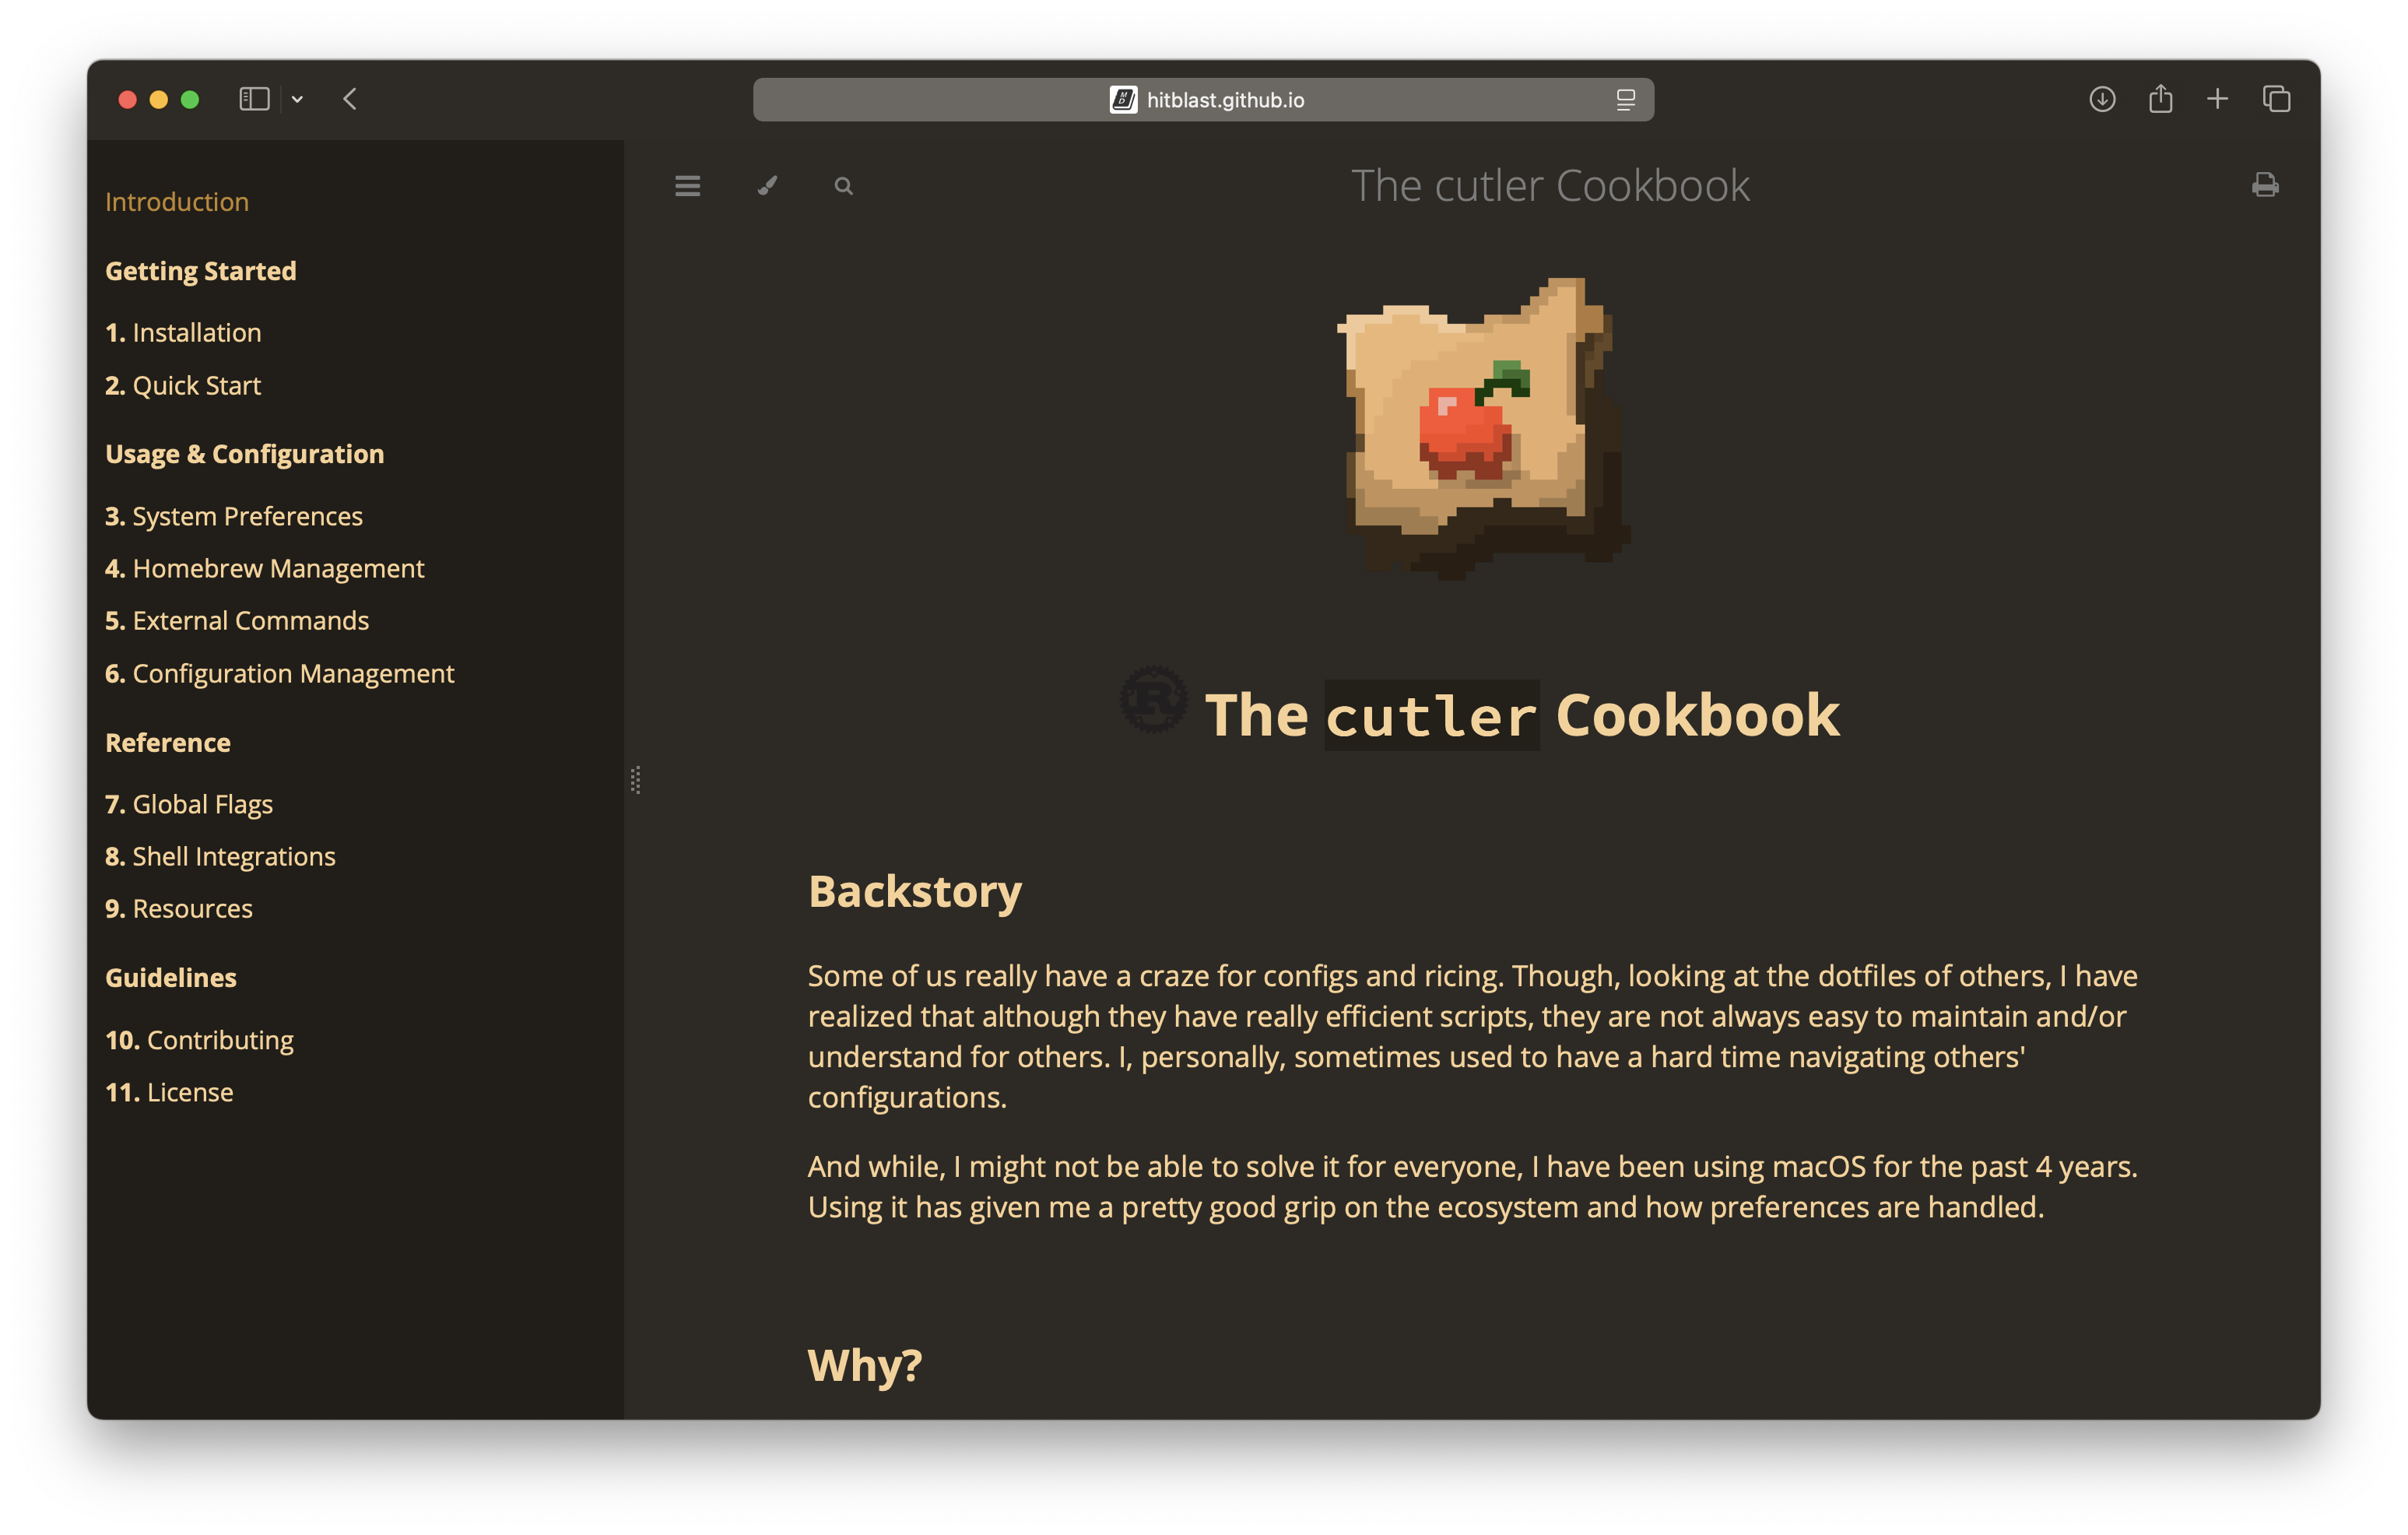 hitblast.github.io
Introduction
Getting Started
1. Installation
2. Quick Start
Usage & Configuration
3. System Preferences
4. Homebrew Management
5. External Commands
6. Configuration Management
Reference
7. Global Flags
8. Shell Integrations
9. Resources
Guidelines
10. Contributing
11. License
The cutler Cookbook
R The cutler Cookbook
Backstory
Some of us really have a craze for configs and ricing. Though, looking at the dotfiles of others, I have
realized that although they have really efficient scripts, they are not always easy to maintain and/or
understand for others. I, personally, sometimes used to have a hard time navigating others'
configurations.
And while, I might not be able to solve it for everyone, I have been using macOS for the past 4 years.
Using it has given me a pretty good grip on the ecosystem and how preferences are handled.
Why?